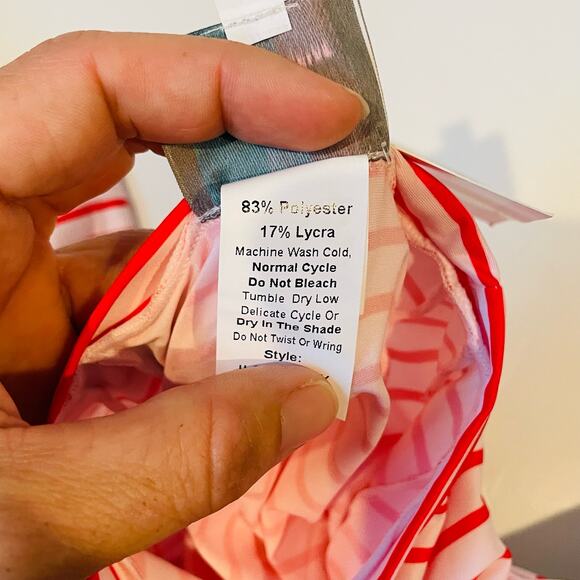 83% Polyester
17% Lycra
Machine Wash Cold,
Normal Cycle
Do Not Bleach
Tumble Dry Low
Delicate Cycle Or
Dry In The Shade
Do Not Twist Or Wring
Style: